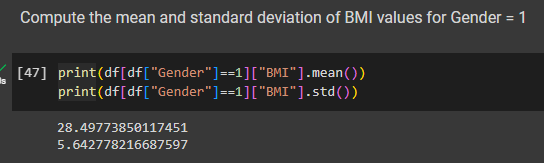 Compute the mean and standard deviation of BMI values for Gender = 1
[47] print(df[df["Gender"]==1]["BMI"].mean())
print(df[df["Gender"]==1]["BMI"].std())
28.49773850117451
5.642778216687597